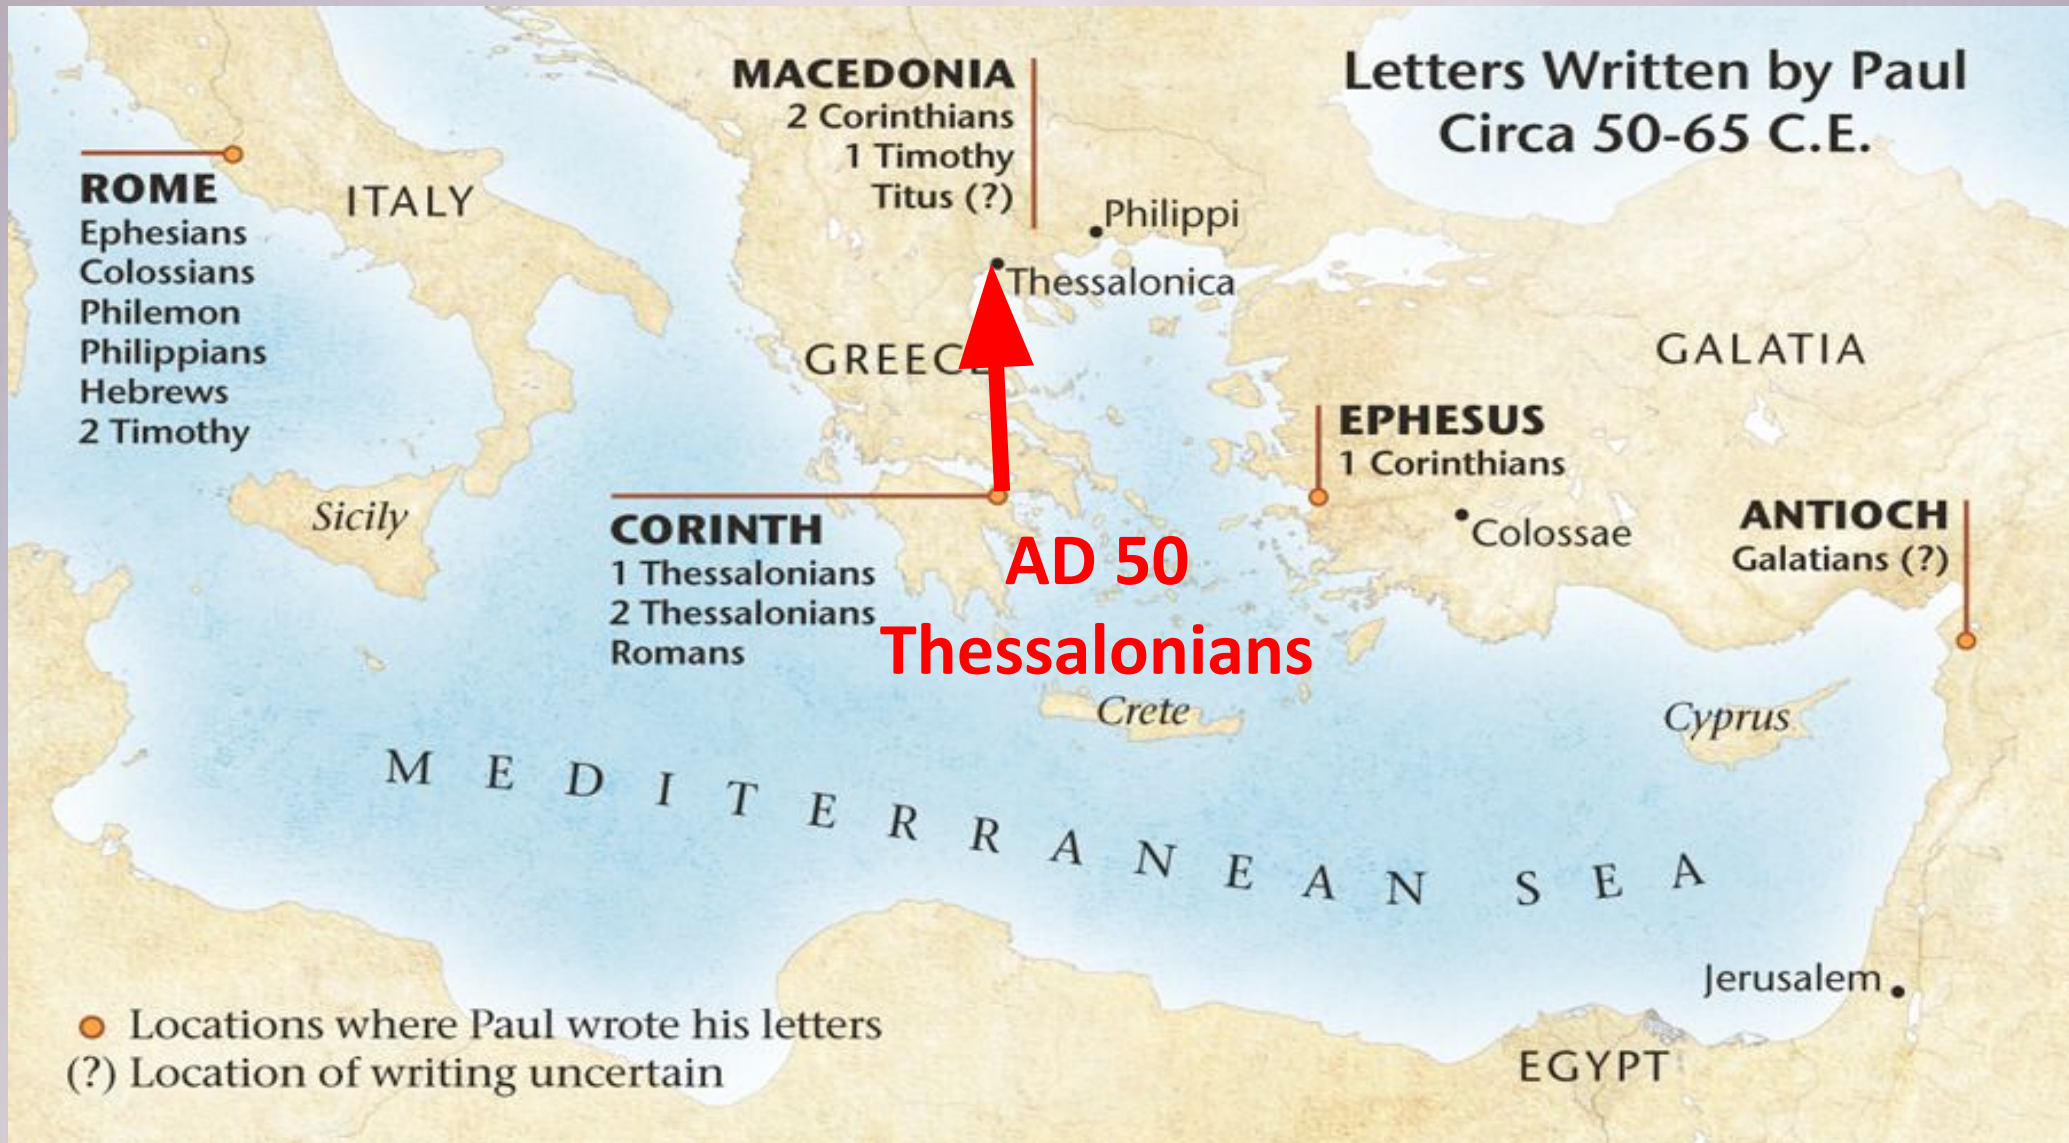 Letters Written by Paul
Circa 50-65 C.E.
MACEDONIA
2 Corinthians
1 Timothy
Titus (?)
ROME
Ephesians
Colossians
Philemon
Philippians
Hebrews
2 Timothy
ITALY
Philippi
Thessalonica
GREECE
GALATIA
EPHESUS
1 Corinthians
Sicily
CORINTH
1 Thessalonians
2 Thessalonians
Romans
AD 50
Thessalonians
Colossae
ANTIOCH
Galatians (?)
Crete
Cyprus
MEDITERRANEAN SEA
Jerusalem
EGYPT
Locations where Paul wrote his letters
(?) Location of writing uncertain